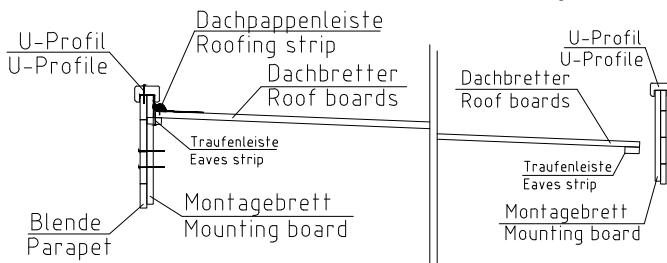 Dachpappenleiste
Roofing strip
U-Profil
U-Profile
U-Profil
U-Profile
Dachbretter
Roof boards
Dachbretter
Roof boards
Traufenleiste
Eaves strip
Traufenleiste
Eaves strip
Montagebrett
Mounting board
Montagebrett
Mounting board
Blende
Parapet